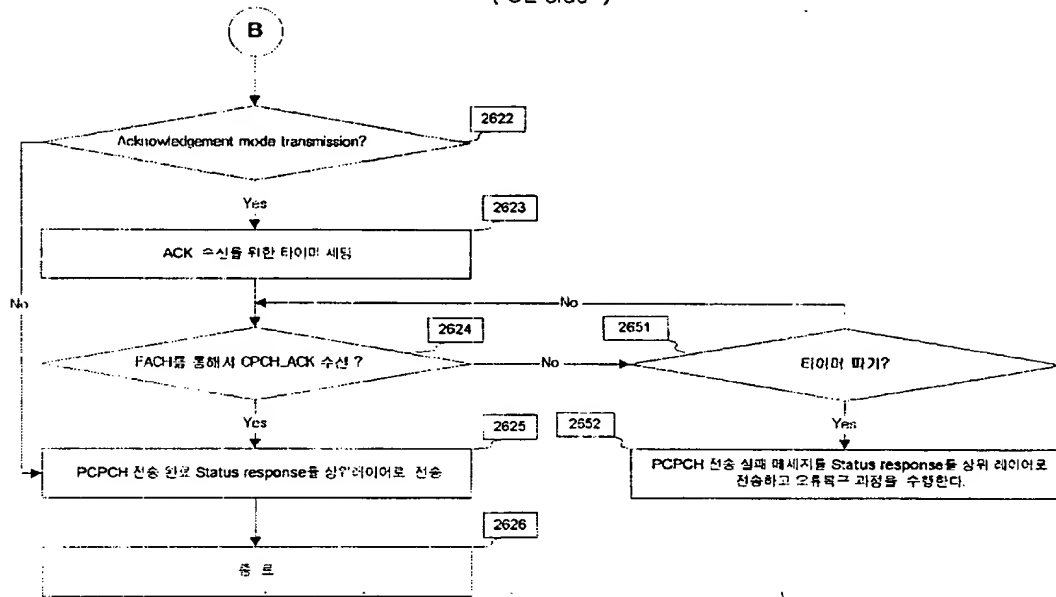 ( UE side )
B
2622
Acknowledgement mode transmission?
Yes
2623
ACK 수신을 위한 타이머 세팅
No
No
2624
2651
FACH를 통해서 CPCH_ACK 수신 ?
No
타이머 파기?
Yes
Yes
2625
2652
PCPCH 전송 완료 Status response를 상위레이어로 전송
PCPCH 전송 실패 메세지를 Status response를 상위 레이어로
전송하고 오류복구 과정을 수행한다.
2626
종 료